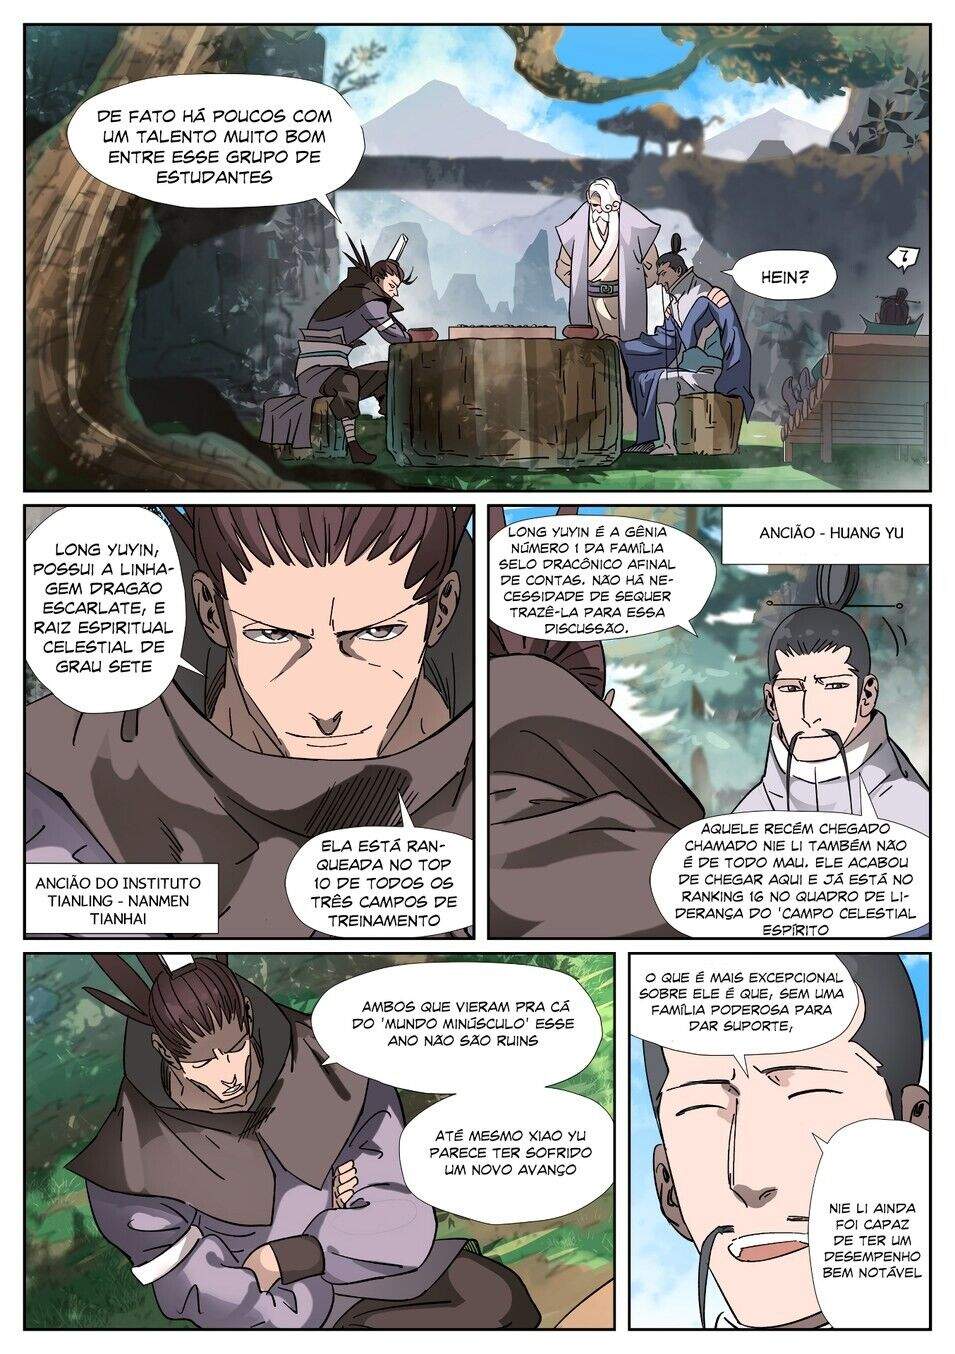 DE FATO HÁ POUCOS COM
UM TALENTO MUITO BOM
ENTRE ESSE GRUPO DE
ESTUDANTES
HEIN?
LONG YUYIN,
POSSUI A LINHA-
GEM DRAGÃO
ESCARLATE, E
RAIZ ESPIRITUAL
CELESTIAL DE
GRAU SETE
ELA ESTÁ RAN-
QUEADA NO TOP
10 DE TODOS OS
TRÊS CAMPOS DE
TREINAMENTO
ANCIÃO DO INSTITUTO
TIANLING - NANMEN
TIANHAI
LONG YUYIN É A GÊNIA
NÚMERO 1 DA FAMÍLIA
SELO DRACÔNICO AFINAL
DE CONTAS. NÃO HÁ NE-
CESSIDADE DE SEQUER
TRAZÊ-LA PARA ESSA
DISCUSSÃO.
ANCIÃO - HUANG YU
AQUELE RECÉM CHEGADO
CHAMADO NIE LI TAMBÉM NÃO
É DE TODO MAU. ELE ACABOU
DE CHEGAR AQUI E JÁ ESTÁ NO
RANKING 16 NO QUADRO DE LI-
DERANÇA DO 'CAMPO CELESTIAL
ESPÍRITO
AMBOS QUE VIERAM PRA CÁ
DO 'MUNDO MINÚSCULO' ESSE
ANO NÃO SÃO RUINS
ATÉ MESMO XIAO YU
PARECE TER SOFRIDO
UM NOVO AVANÇO
O QUE É MAIS EXCEPCIONAL
SOBRE ELE É QUE, SEM UMA
FAMÍLIA PODEROSA PARA
DAR SUPORTE,
NIE LI AINDA
FOI CAPAZ
DE TER UM
DESEMPENHO
BEM NOTÁVEL